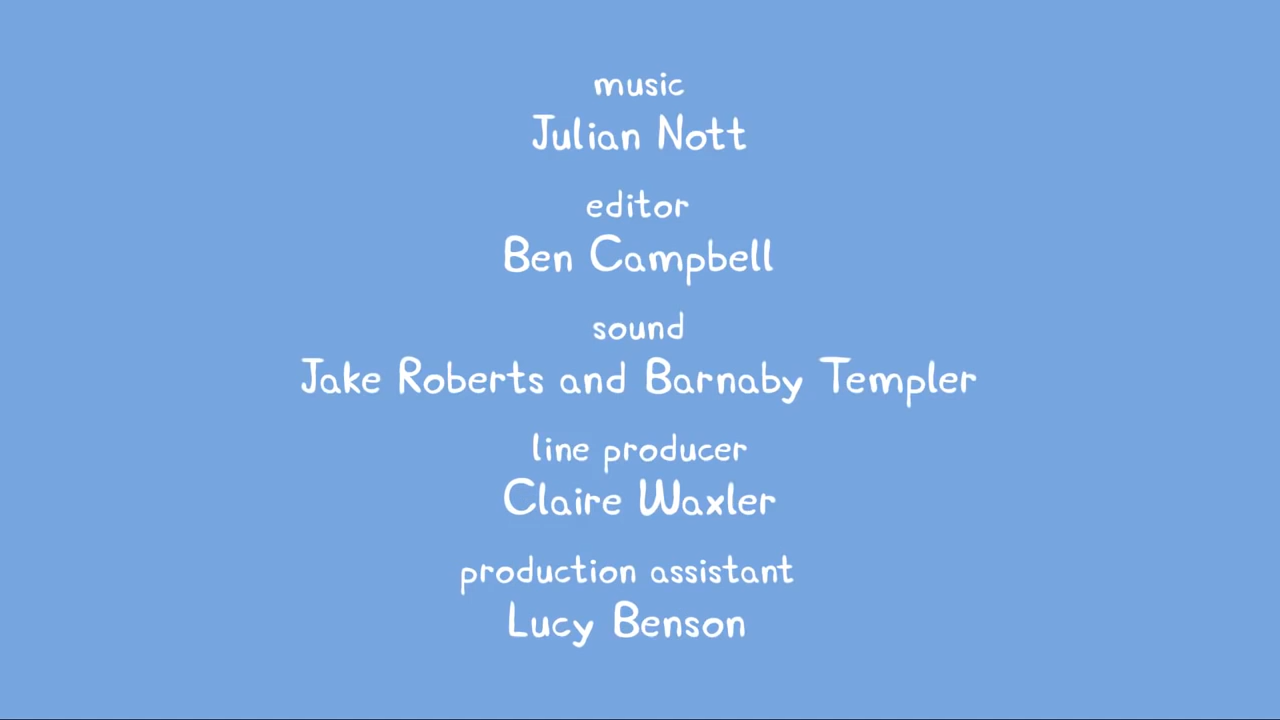 music
Julian Nott
editor
Ben Campbell
sound
Jake Roberts and Barnaby Templer
line producer
Claire Waxler
production assistant
Lucy Benson